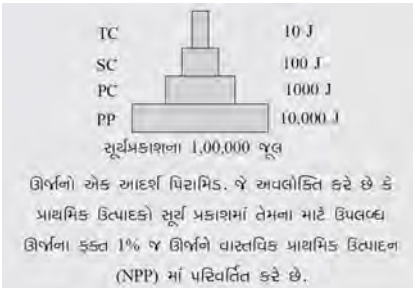 TC 10 J
SC 100 J
PC 1000 J
PP 10,000 J
સૂર્યપ્રકાશના 1,00,000 જૂલ
ઊર્જાનો એક આદર્શ પિરામિડ. જે અવલોકિત કરે છે કે
પ્રાથમિક ઉત્પાદકો સૂર્ય પ્રકાશમાં તેમના માટે ઉપલબ્ધ
ઊર્જાના ફક્ત 1% જ ઊર્જાને વાસ્તવિક પ્રાથમિક ઉત્પાદન
(NPP) માં પરિવર્તિત કરે છે.